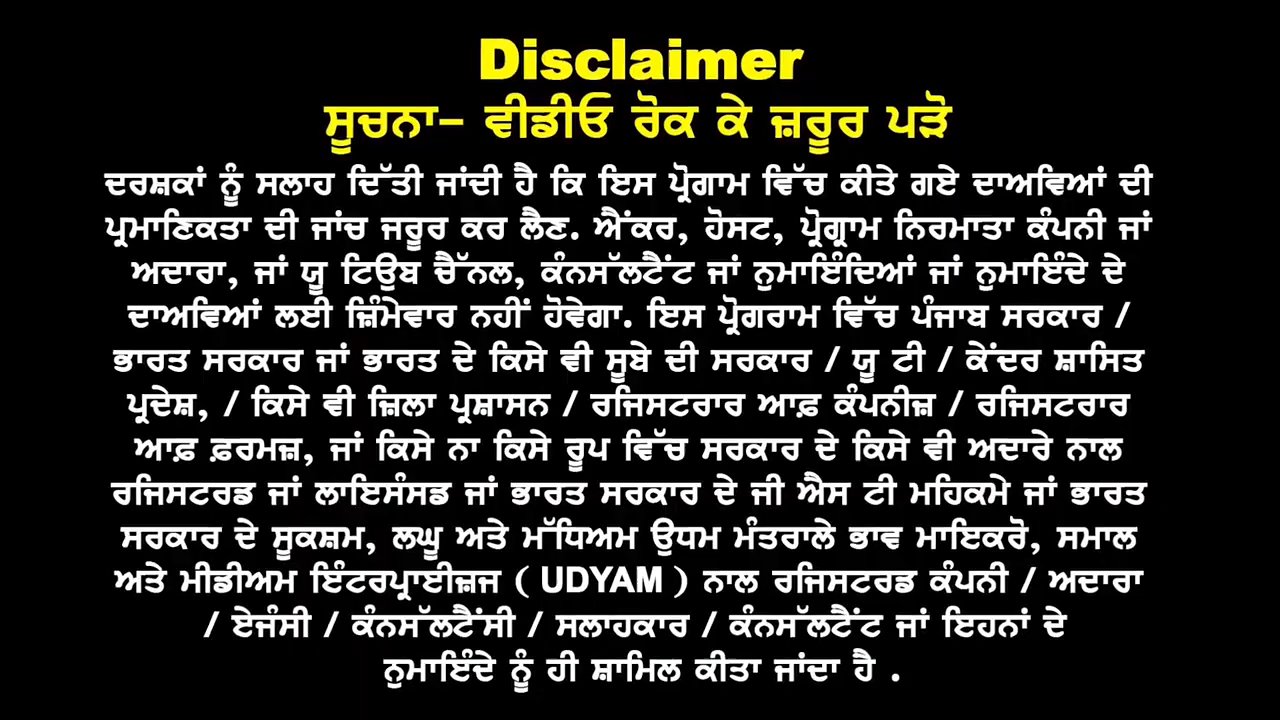 Disclaimer
ਸੂਚਨਾ- ਵੀਡੀਓ ਰੋਕ ਕੇ ਜ਼ਰੂਰ ਪੜੋ
ਦਰਸ਼ਕਾਂ ਨੂੰ ਸਲਾਹ ਦਿੱਤੀ ਜਾਂਦੀ ਹੈ ਕਿ ਇਸ ਪ੍ਰੋਗਾਮ ਵਿੱਚ ਕੀਤੇ ਗਏ ਦਾਅਵਿਆਂ ਦੀ
ਪ੍ਰਮਾਣਿਕਤਾ ਦੀ ਜਾਂਚ ਜਰੂਰ ਕਰ ਲੈਣ. ਐਂਕਰ, ਹੋਸਟ, ਪ੍ਰੋਗ੍ਰਾਮ ਨਿਰਮਾਤਾ ਕੰਪਨੀ ਜਾਂ
ਅਦਾਰਾ, ਜਾਂ ਯੂ ਟਿਉਬ ਚੈੱਨਲ, ਕੰਨਸੱਲਟੈਂਟ ਜਾਂ ਨੁਮਾਇੰਦਿਆਂ ਜਾਂ ਨੁਮਾਇੰਦੇ ਦੇ
ਦਾਅਵਿਆਂ ਲਈ ਜ਼ਿੰਮੇਵਾਰ ਨਹੀਂ ਹੋਵੇਗਾ. ਇਸ ਪ੍ਰੋਗਰਾਮ ਵਿੱਚ ਪੰਜਾਬ ਸਰਕਾਰ /
ਭਾਰਤ ਸਰਕਾਰ ਜਾਂ ਭਾਰਤ ਦੇ ਕਿਸੇ ਵੀ ਸੂਬੇ ਦੀ ਸਰਕਾਰ / ਯੂ ਟੀ / ਕੇਂਦਰ ਸ਼ਾਸਿਤ
ਪ੍ਰਦੇਸ਼, / ਕਿਸੇ ਵੀ ਜ਼ਿਲਾ ਪ੍ਰਸ਼ਾਸਨ / ਰਜਿਸਟਰਾਰ ਆਫ਼ ਕੰਪਨੀਜ਼ / ਰਜਿਸਟਰਾਰ
ਆਫ਼ ਫ਼ਰਮਜ਼, ਜਾਂ ਕਿਸੇ ਨਾ ਕਿਸੇ ਰੂਪ ਵਿੱਚ ਸਰਕਾਰ ਦੇ ਕਿਸੇ ਵੀ ਅਦਾਰੇ ਨਾਲ
ਰਜਿਸਟਰਡ ਜਾਂ ਲਾਇਸੰਸਡ ਜਾਂ ਭਾਰਤ ਸਰਕਾਰ ਦੇ ਜੀ ਐਸ ਟੀ ਮਹਿਕਮੇ ਜਾਂ ਭਾਰਤ
ਸਰਕਾਰ ਦੇ ਸੂਕਸ਼ਮ, ਲਘੂ ਅਤੇ ਮੱਧਿਅਮ ਉਧਮ ਮੰਤਰਾਲੇ ਭਾਵ ਮਾਇਕਰੋ, ਸਮਾਲ
ਅਤੇ ਮੀਡੀਅਮ ਇੰਟਰਪ੍ਰਾਈਜ਼ਜ ( UDYAM ) ਨਾਲ ਰਜਿਸਟਰਡ ਕੰਪਨੀ / ਅਦਾਰਾ
/ ਏਜੰਸੀ / ਕੰਨਸੱਲਟੈਂਸੀ / ਸਲਾਹਕਾਰ / ਕੰਨਸੱਲਟੈਂਟ ਜਾਂ ਇਹਨਾਂ ਦੇ
ਨੁਮਾਇੰਦੇ ਨੂੰ ਹੀ ਸ਼ਾਮਿਲ ਕੀਤਾ ਜਾਂਦਾ ਹੈ .